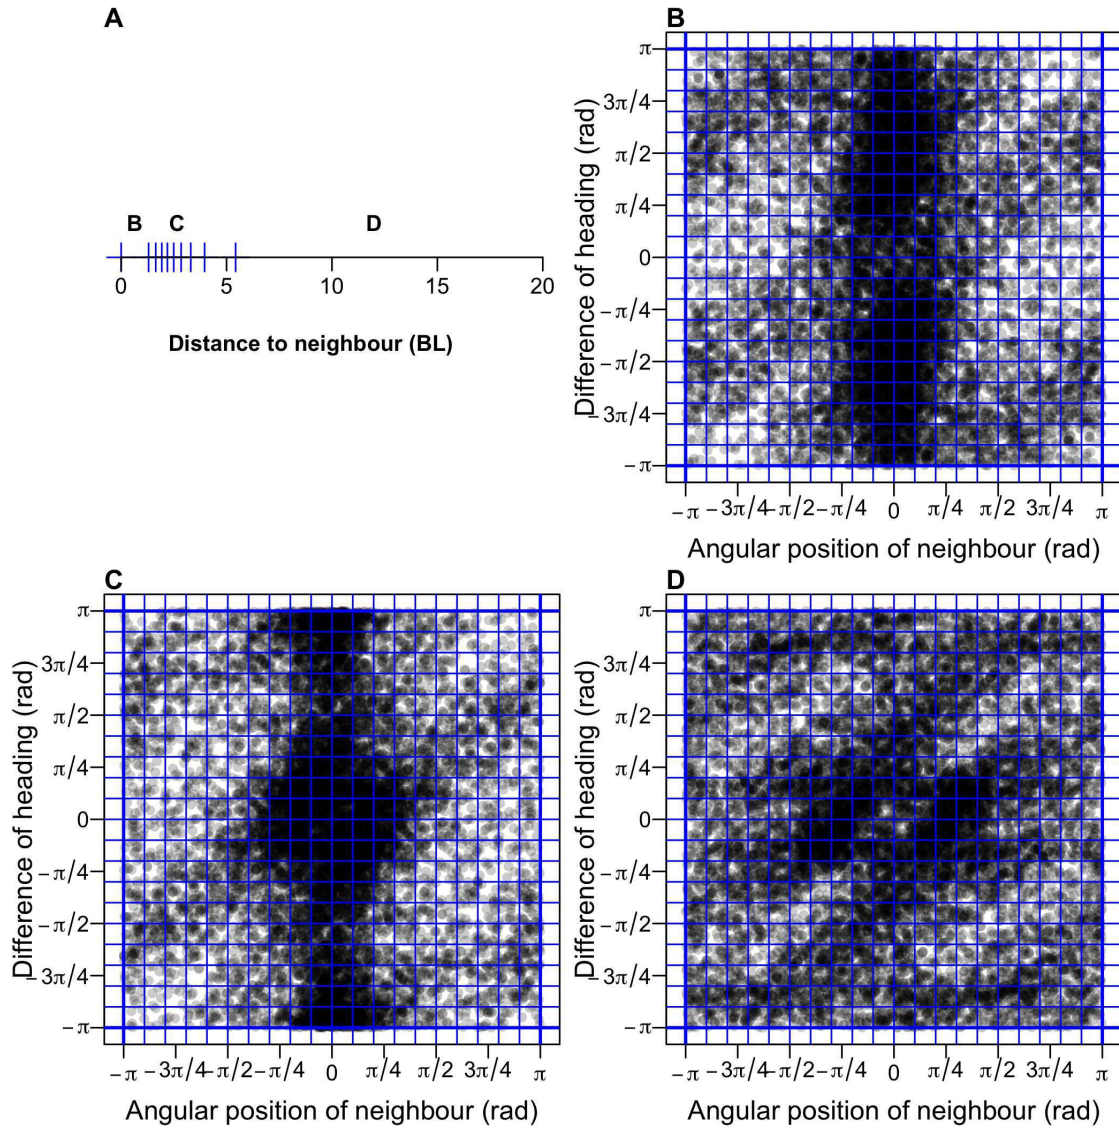 A
B C D
0 5 10 15 20
Distance to neighbour (BL)
B
Difference of heading (rad)
π
3π/4
π/2
π/4
0
−π/4
−π/2
−3π/4
−π
−π −3π/4 −π/2 −π/4 0 π/4 π/2 3π/4 π
Angular position of neighbour (rad)
C
Difference of heading (rad)
π
3π/4
π/2
π/4
0
−π/4
−π/2
−3π/4
−π
−π −3π/4 −π/2 −π/4 0 π/4 π/2 3π/4 π
Angular position of neighbour (rad)
D
Difference of heading (rad)
π
3π/4
π/2
π/4
0
−π/4
−π/2
−3π/4
−π
−π −3π/4 −π/2 −π/4 0 π/4 π/2 3π/4 π
Angular position of neighbour (rad)